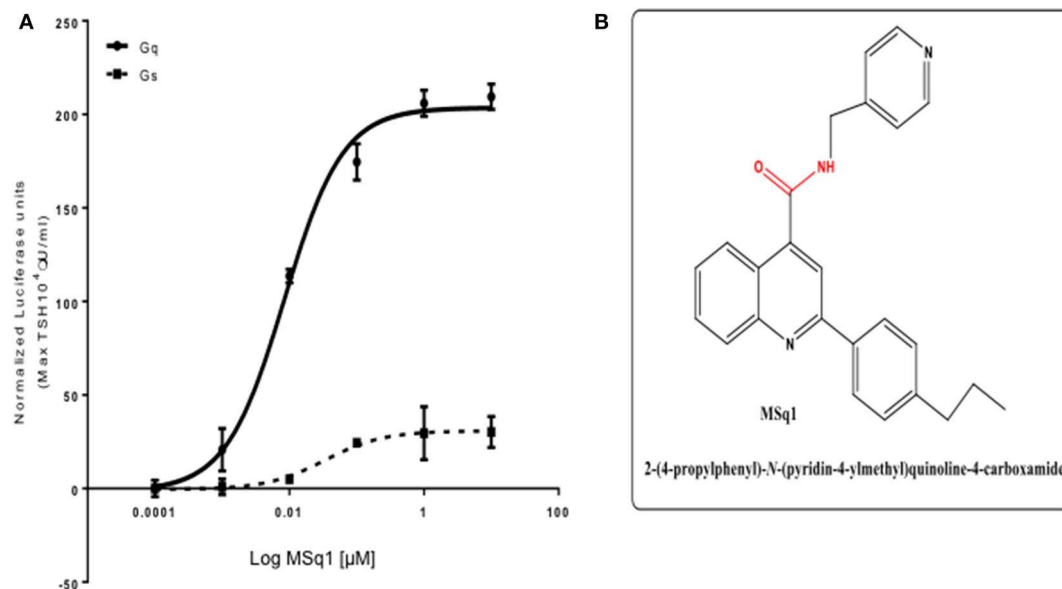 A
250
200
150
100
50
0
-50
Normalized Luciferase units
Gq
Gs
0.0001
0.01
1
100
Log MSq1 [µM]
B
N
O
NH
N
MSq1
2-(4-propylphenyl)-N-(pyridin-4-ylmethyl)quinoline-4-carboxamide